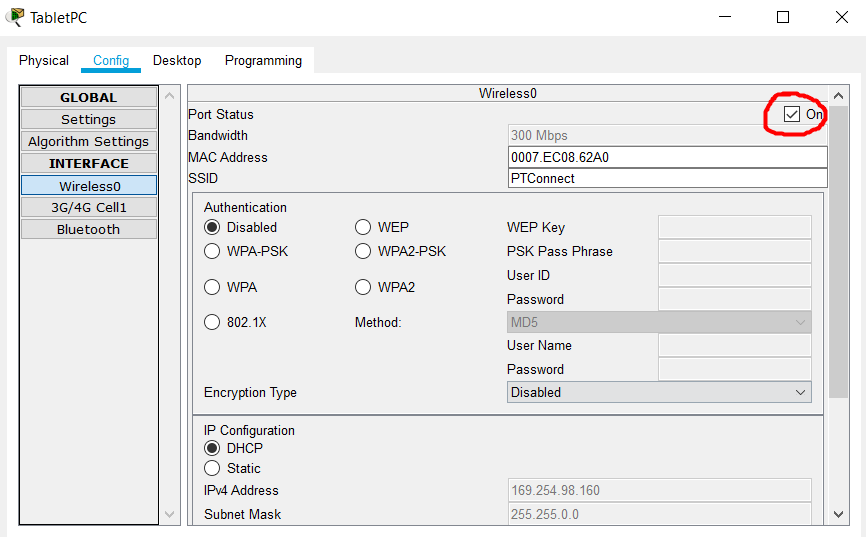 TabletPC
Physical Config Desktop Programming
GLOBAL
Settings
Algorithm Settings
INTERFACE
Wireless0
3G/4G Cell1
Bluetooth
Wireless0
Port Status On
Bandwidth 300 Mbps
MAC Address 0007.EC08.62A0
SSID PTConnect
Authentication
Disabled WEP WEP Key
WPA-PSK WPA2-PSK PSK Pass Phrase
User ID
WPA WPA2
Password
802.1X Method: MD5
User Name
Password
Encryption Type Disabled
IP Configuration
DHCP
Static
IPv4 Address 169.254.98.160
Subnet Mask 255.255.0.0